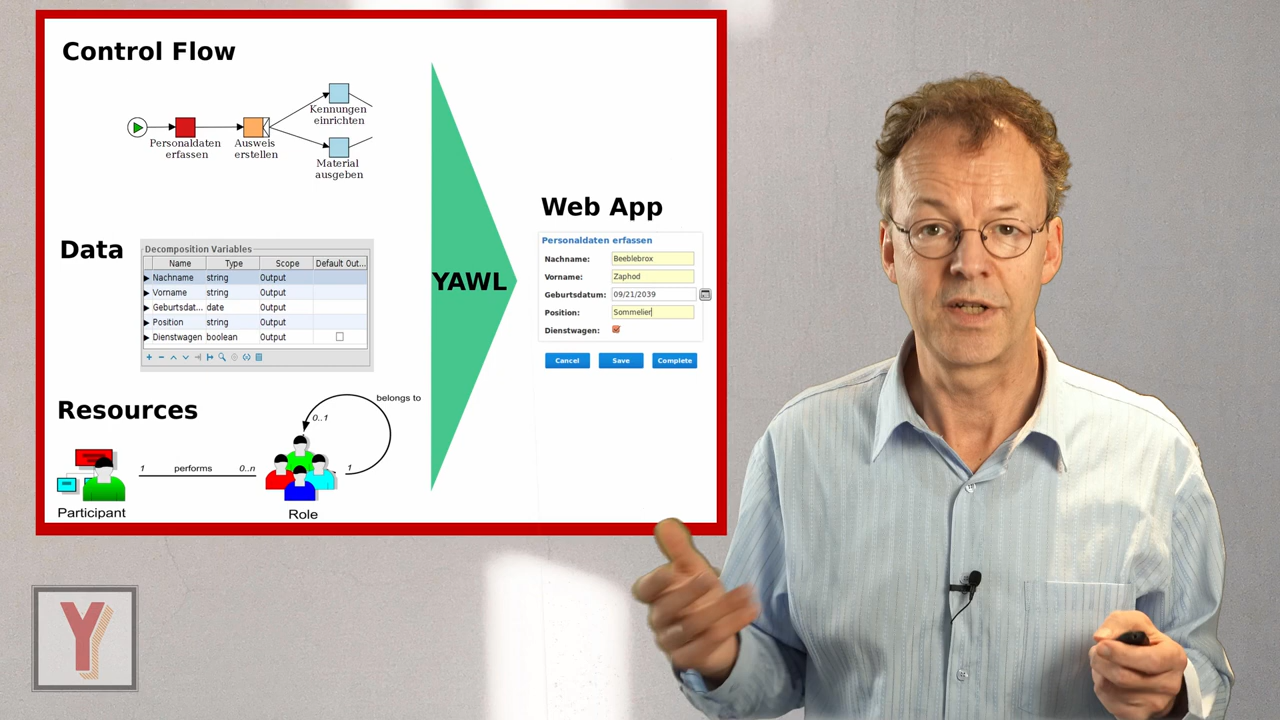 Control Flow
Kennungen
einrichten
Personaldaten
erfassen
Ausweis
erstellen
Material
ausgeben
Data
Decomposition Variables
Name Type Scope Default Out...
Nachname string Output
Vorname string Output
Geburtsdat... date Output
Position string Output
Dienstwagen boolean Output
Resources
belongs to
0..1
1 performs 0..n
1
Participant
Role
YAWL
Web App
Personaldaten erfassen
Nachname: Beeblebrox
Vorname: Zaphod
Geburtsdatum: 09/21/2039
Position: Sommelier
Dienstwagen:
Cancel Save Complete
Y